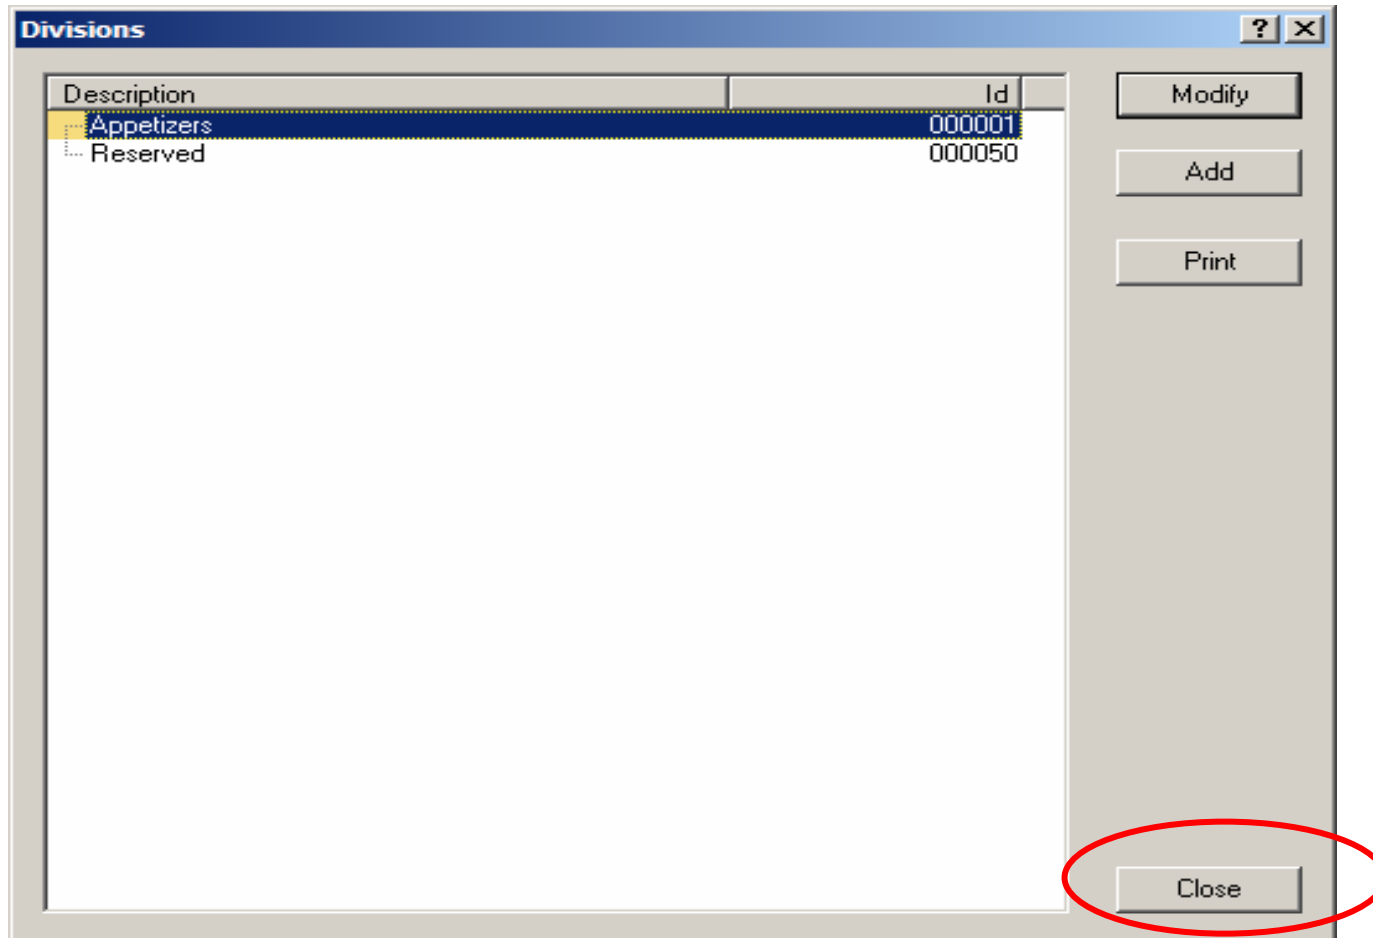 Divisions
Description Id
Appetizers 000001
Reserved 000050
Modify
Add
Print
Close